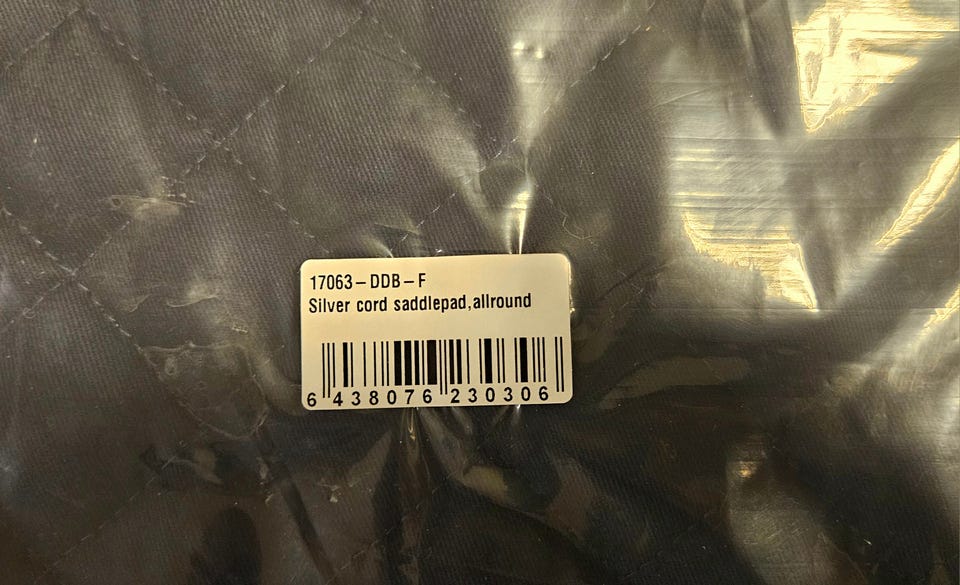 17063-DDB-F
Silver cord saddlepad,allround
6 438076 230306